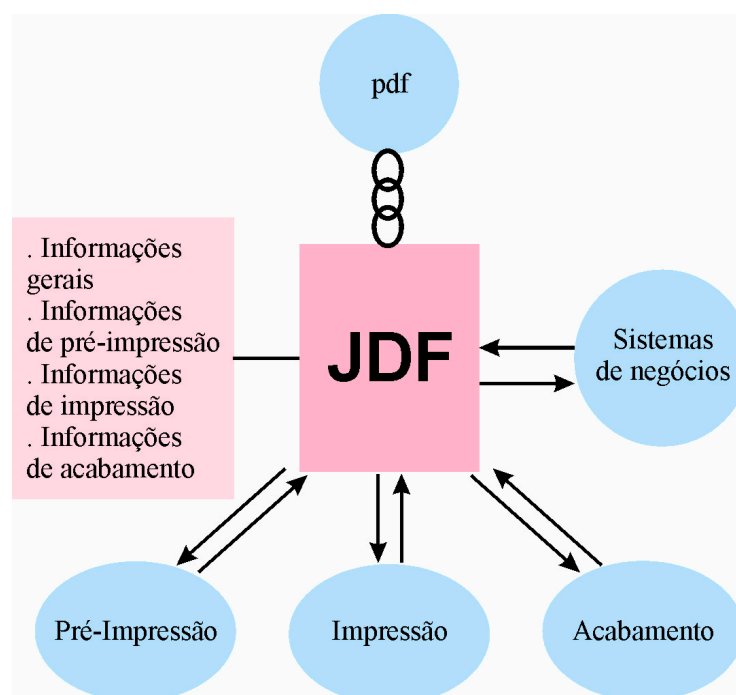 pdf
. Informações
gerais
. Informações
de pré-impressão
. Informações
de impressão
. Informações
de acabamento
JDF
Sistemas
de negócios
Pré-Impressão
Impressão
Acabamento